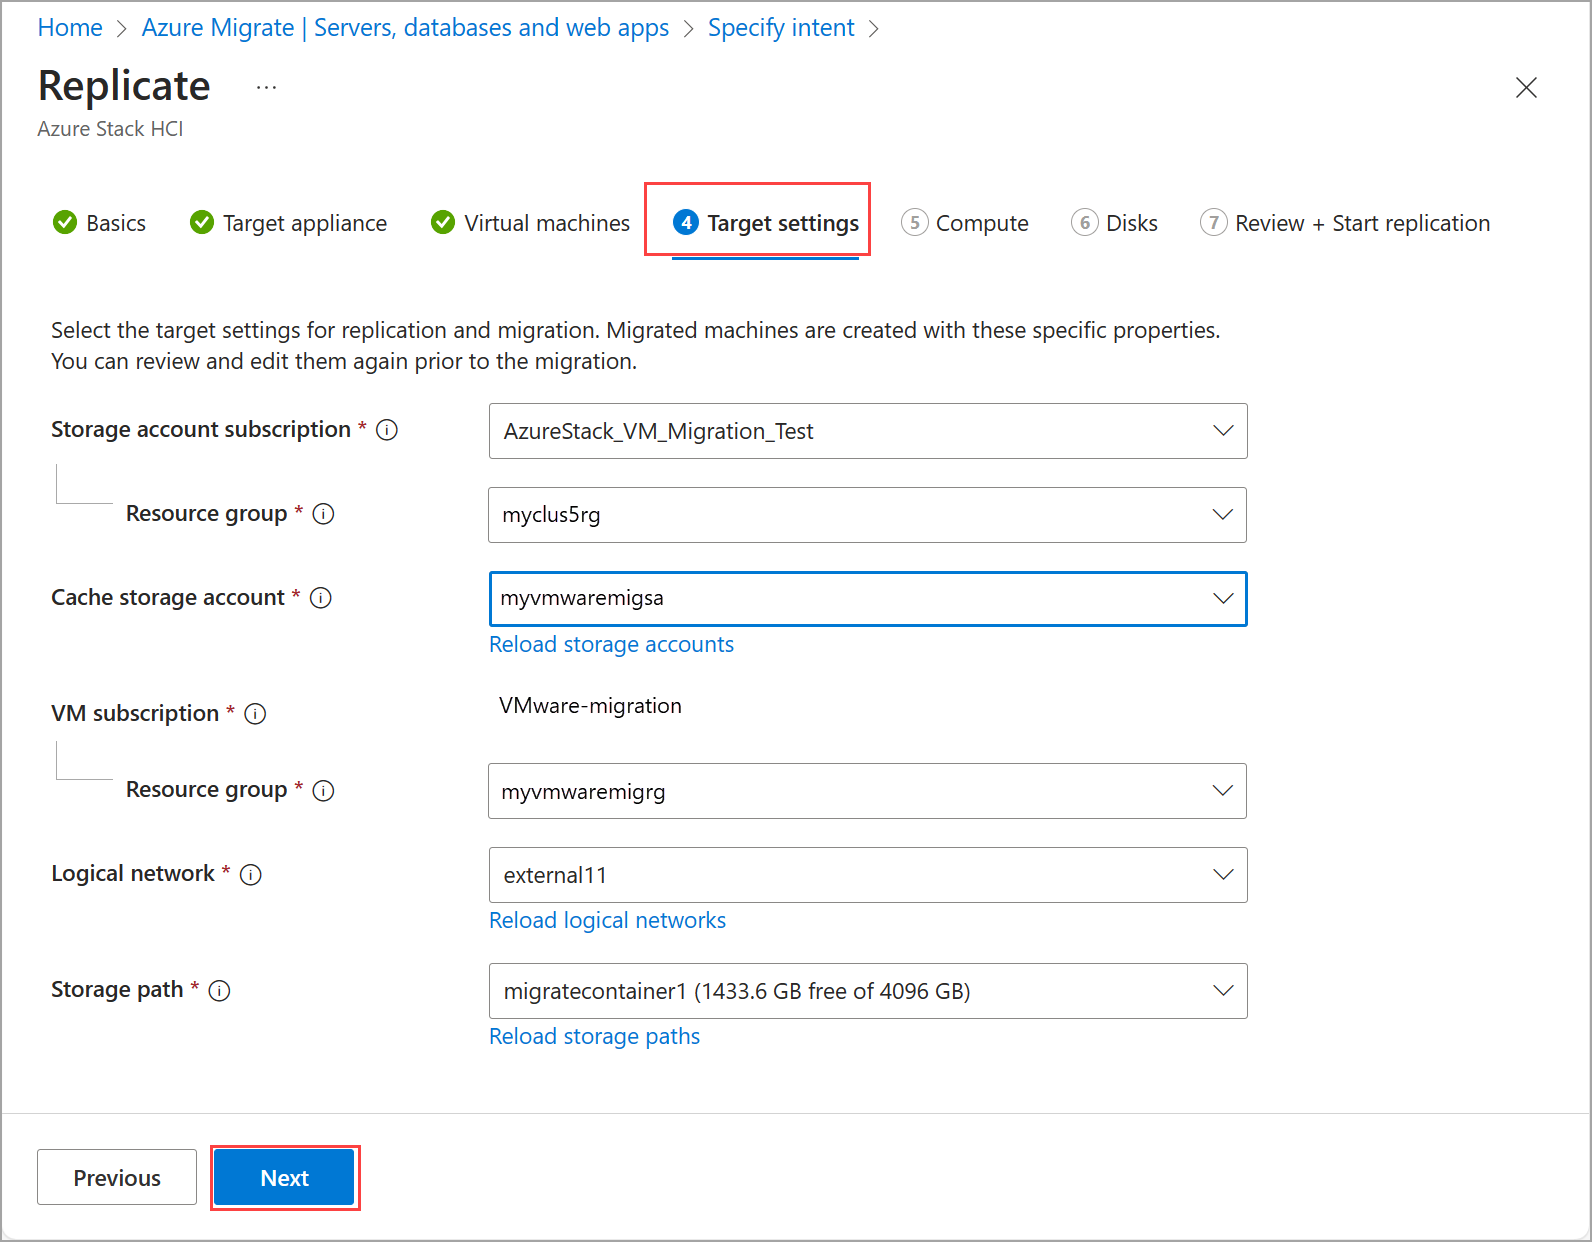 Home > Azure Migrate | Servers, databases and web apps > Specify intent >
Replicate ...
Azure Stack HCI
Basics Target appliance Virtual machines 4 Target settings 5 Compute 6 Disks 7 Review + Start replication
Select the target settings for replication and migration. Migrated machines are created with these specific properties.
You can review and edit them again prior to the migration.
Storage account subscription * AzureStack_VM_Migration_Test
Resource group * myclus5rg
Cache storage account * myvmwaremigsa
Reload storage accounts
VM subscription * VMware-migration
Resource group * myvmwaremigrg
Logical network * external11
Reload logical networks
Storage path * migratecontainer1 (1433.6 GB free of 4096 GB)
Reload storage paths
Previous Next